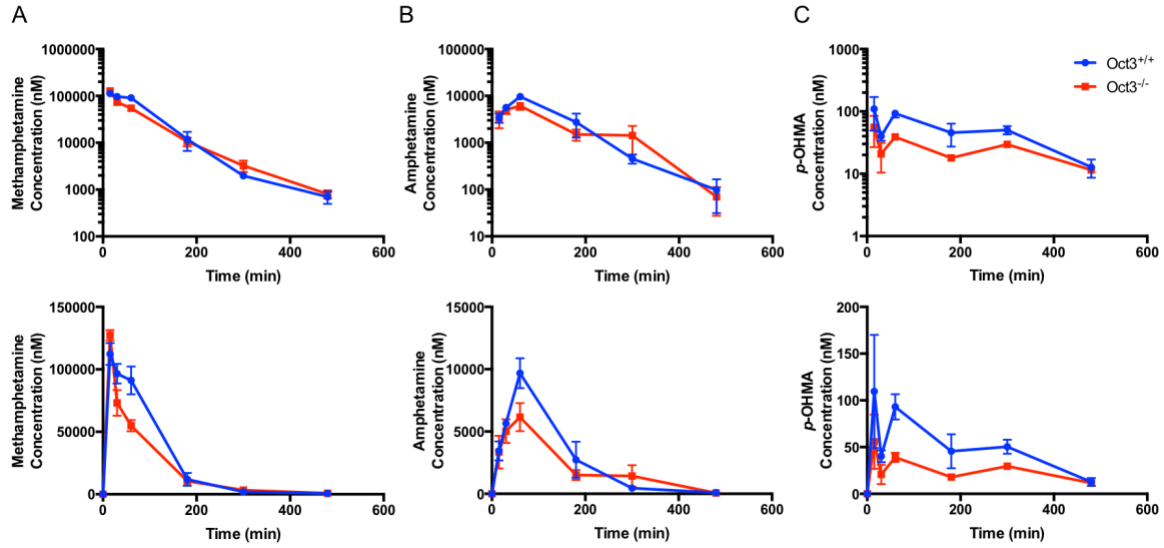 A
B
C
Methamphetamine
Concentration (nM)
1000000
100000
10000
1000
100
0
200
400
600
Time (min)
Amphetamine
Concentration (nM)
100000
10000
1000
100
10
0
200
400
600
Time (min)
p-OHMA
Concentration (nM)
1000
100
10
1
0
200
400
600
Time (min)
Oct3+/+
Oct3-/-
Methamphetamine
Concentration (nM)
150000
100000
50000
0
0
200
400
600
Time (min)
Amphetamine
Concentration (nM)
15000
10000
5000
0
0
200
400
600
Time (min)
p-OHMA
Concentration (nM)
200
150
100
50
0
0
200
400
600
Time (min)